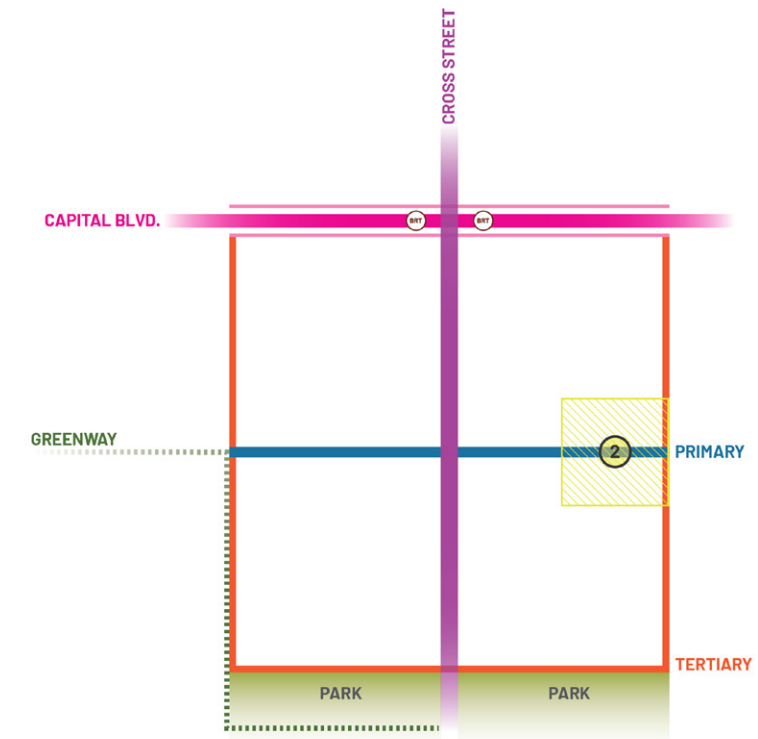 CROSS STREET
CAPITAL BLVD.
BRT
BRT
GREENWAY
2
PRIMARY
TERTIARY
PARK
PARK